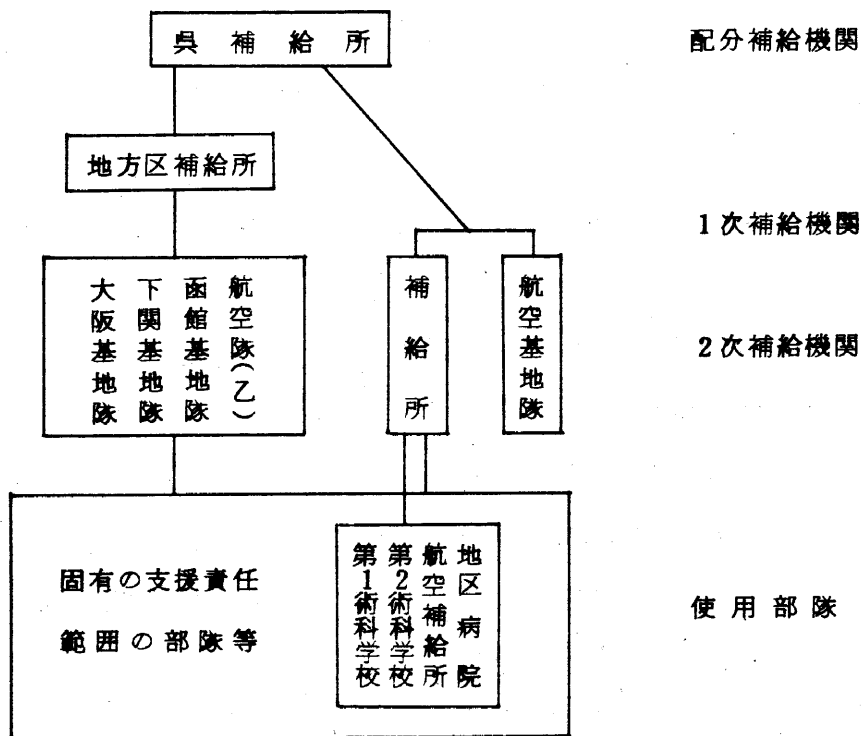 呉補給所
配分補給機関
地方区補給所
1次補給機関
航空隊(乙)
函館基地隊
下関基地隊
大阪基地隊
補給所
航空基地隊
2次補給機関
固有の支援責任
範囲の部隊等
地区病院
航空補給所
第2術科学校
第1術科学校
使用部隊